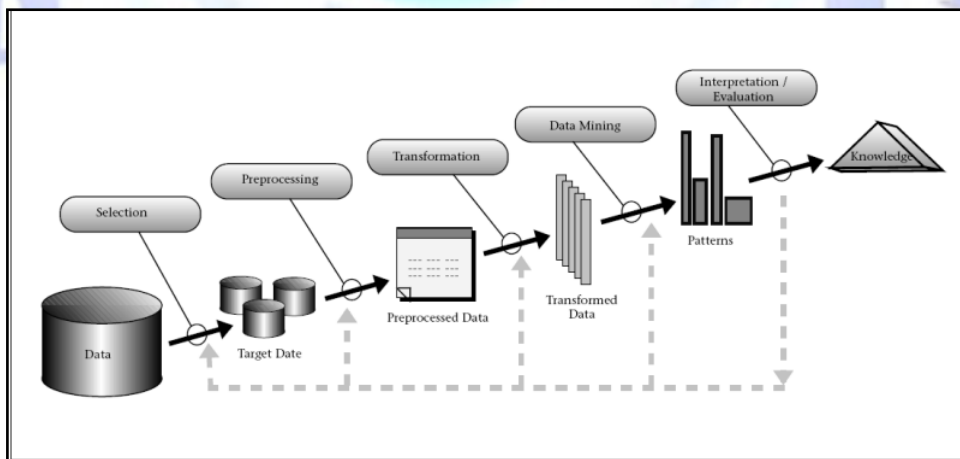 Interpretation /
Evaluation
Data Mining
Transformation
Preprocessing
Selection
Knowledge
Patterns
Transformed
Data
Preprocessed Data
Target Date
Data